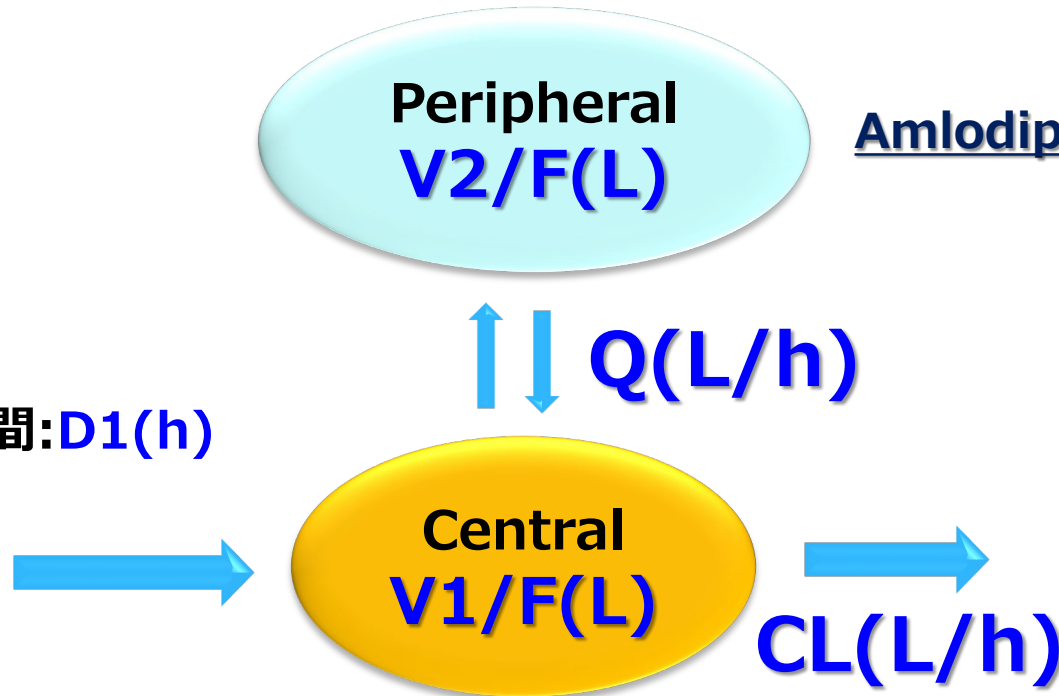 Peripheral
V2/F(L)
Amlodip
Q(L/h)
間:D1(h)
Central
V1/F(L)
CL(L/h)